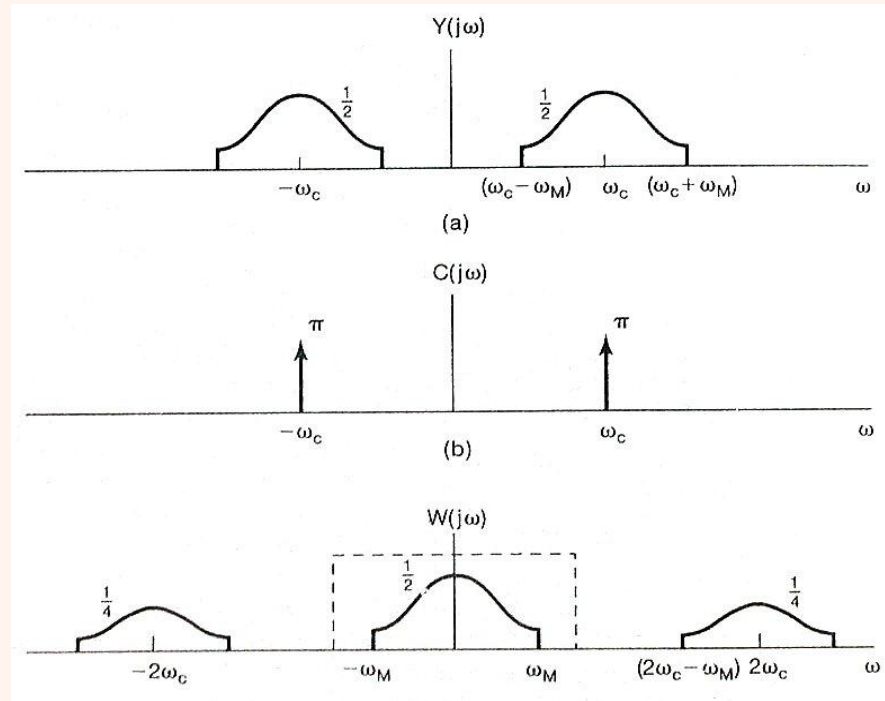 Y(jω)
1/2
1/2
−ω_c
(ω_c − ω_M)
ω_c
(ω_c + ω_M)
ω
(a)
C(jω)
π
π
−ω_c
ω_c
ω
(b)
W(jω)
1/4
1/2
1/4
−2ω_c
−ω_M
ω_M
(2ω_c − ω_M)
2ω_c
ω